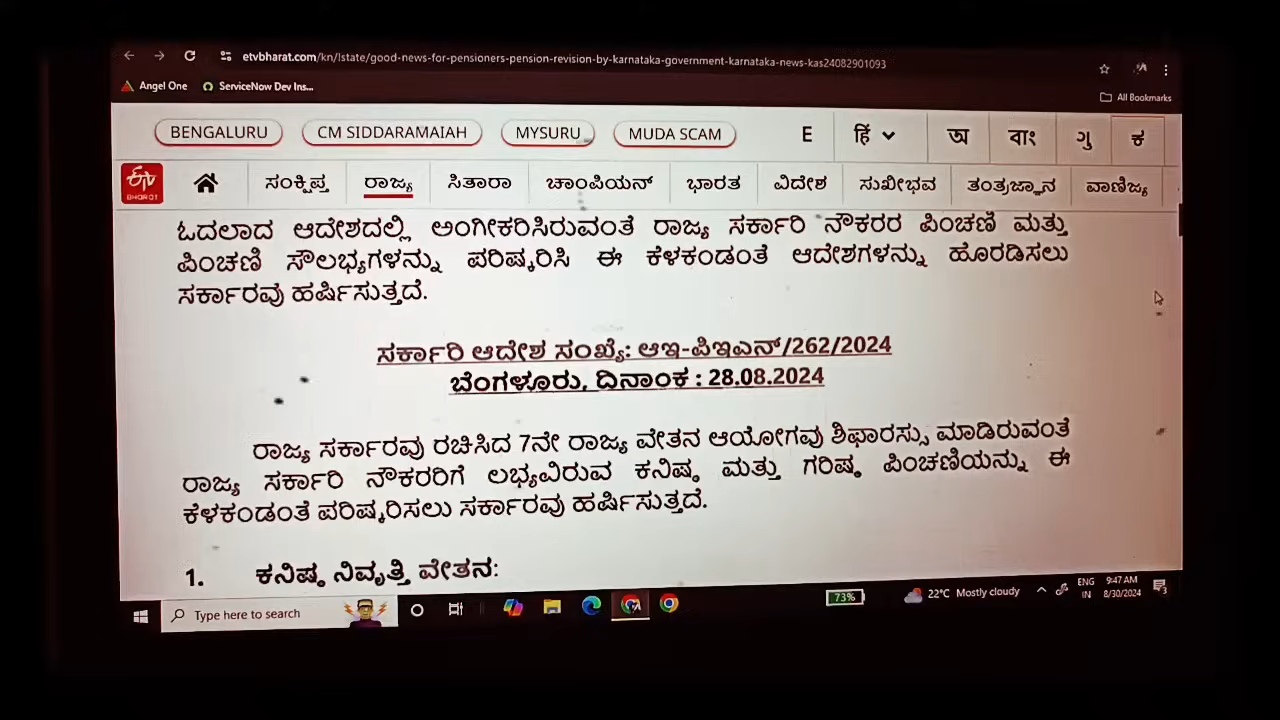 etvbharat.com/kn/!state/good-news-for-pensioners-pension-revision-by-karnataka-government-karnataka-news-kas24082901093
Angel One ServiceNow Dev Ins... All Bookmarks
BENGALURU CM SIDDARAMAIAH MYSURU MUDA SCAM E हिं অ বাং ગુ ಕ
ETV BHARAT ಸಂಕ್ಷಿಪ್ತ ರಾಜ್ಯ ಸಿತಾರಾ ಚಾಂಪಿಯನ್ ಭಾರತ ವಿದೇಶ ಸುಖೀಭವ ತಂತ್ರಜ್ಞಾನ ವಾಣಿಜ್ಯ
ಓದಲಾದ ಆದೇಶದಲ್ಲಿ ಅಂಗೀಕರಿಸಿರುವಂತೆ ರಾಜ್ಯ ಸರ್ಕಾರಿ ನೌಕರರ ಪಿಂಚಣಿ ಮತ್ತು
ಪಿಂಚಣಿ ಸೌಲಭ್ಯಗಳನ್ನು ಪರಿಷ್ಕರಿಸಿ ಈ ಕೆಳಕಂಡಂತೆ ಆದೇಶಗಳನ್ನು ಹೊರಡಿಸಲು
ಸರ್ಕಾರವು ಹರ್ಷಿಸುತ್ತದೆ.
ಸರ್ಕಾರಿ ಆದೇಶ ಸಂಖ್ಯೆ: ಆಇ-ಪಿಇಎನ್/262/2024
ಬೆಂಗಳೂರು, ದಿನಾಂಕ : 28.08.2024
ರಾಜ್ಯ ಸರ್ಕಾರವು ರಚಿಸಿದ 7ನೇ ರಾಜ್ಯ ವೇತನ ಆಯೋಗವು ಶಿಫಾರಸ್ಸು ಮಾಡಿರುವಂತೆ
ರಾಜ್ಯ ಸರ್ಕಾರಿ ನೌಕರರಿಗೆ ಲಭ್ಯವಿರುವ ಕನಿಷ್ಠ ಮತ್ತು ಗರಿಷ್ಠ ಪಿಂಚಣಿಯನ್ನು ಈ
ಕೆಳಕಂಡಂತೆ ಪರಿಷ್ಕರಿಸಲು ಸರ್ಕಾರವು ಹರ್ಷಿಸುತ್ತದೆ.
1. ಕನಿಷ್ಠ ನಿವೃತ್ತಿ ವೇತನ:
Type here to search 73% 22°C Mostly cloudy ENG 9:47 AM
IN 8/30/2024 3